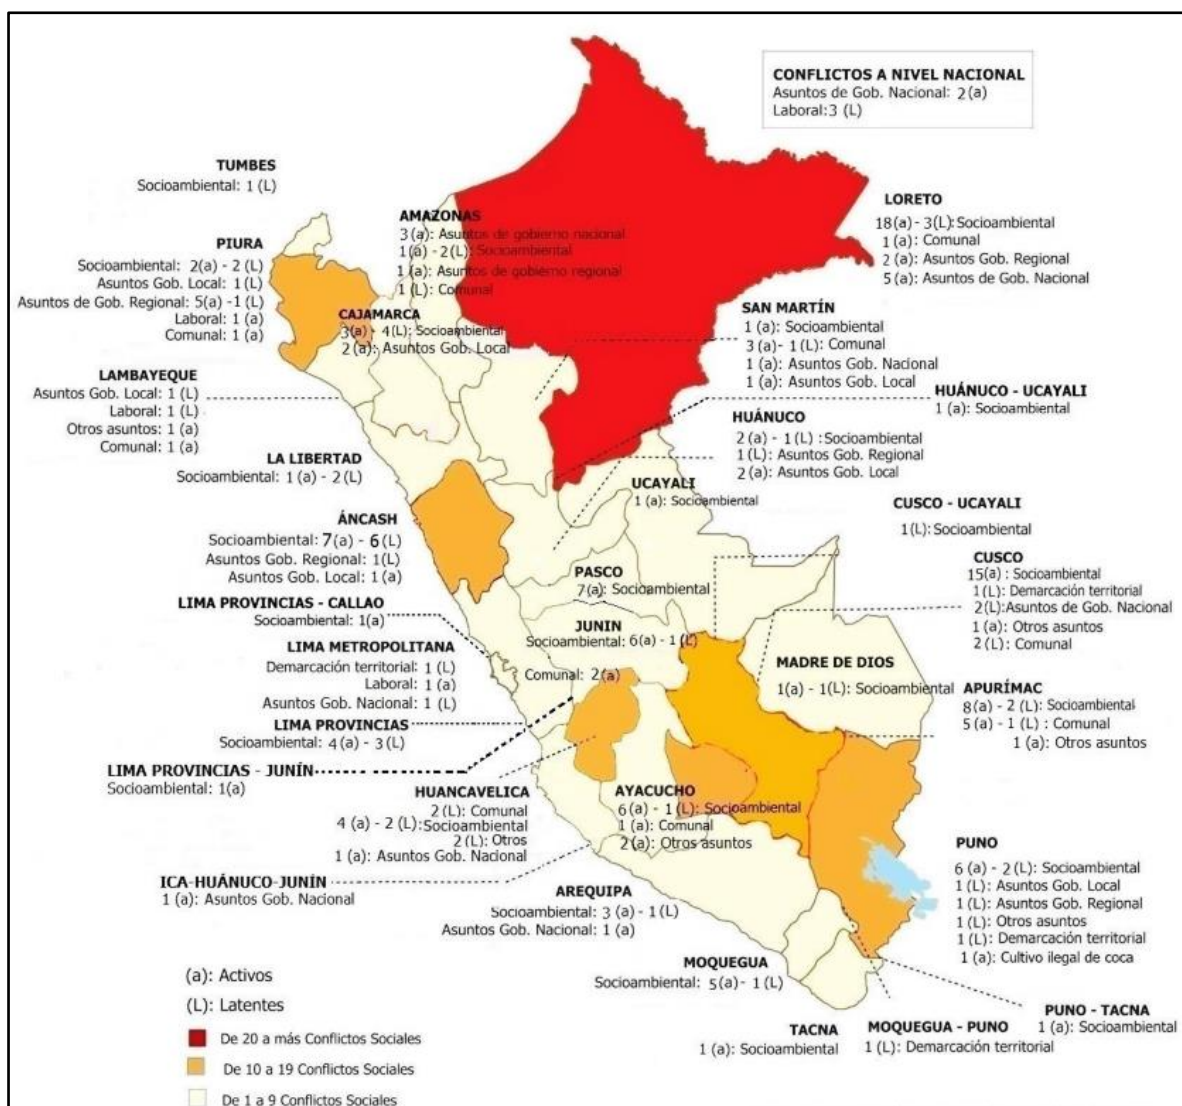 CONFLICTOS A NIVEL NACIONAL
Asuntos de Gob. Nacional: 2 (a)
Laboral:3 (L)
TUMBES
Socioambiental: 1 (L)
PIURA
Socioambiental: 2(a) - 2 (L)
Asuntos Gob. Local: 1 (L)
Asuntos de Gob. Regional: 5(a) -1 (L)
Laboral: 1 (a)
Comunal: 1 (a)
AMAZONAS
3 (a): Asuntos de gobierno nacional
1(a) - 2(L): Socioambiental
1 (a): Asuntos de gobierno regional
1 (L): Comunal
CAJAMARCA
3(a) - 4(L): Socioambiental
2(a): Asuntos Gob. Local
LORETO
18(a) - 3(L): Socioambiental
1 (a): Comunal
2 (a): Asuntos Gob. Regional
5 (a): Asuntos de Gob. Nacional
SAN MARTÍN
1 (a): Socioambiental
3 (a)- 1 (L): Comunal
1 (a): Asuntos Gob. Nacional
1 (a): Asuntos Gob. Local
LAMBAYEQUE
Asuntos Gob. Local: 1 (L)
Laboral: 1 (L)
Otros asuntos: 1 (a)
Comunal: 1 (a)
HUÁNUCO - UCAYALI
1 (a): Socioambiental
HUÁNUCO
2 (a) - 1 (L) :Socioambiental
1(L): Asuntos Gob. Regional
2(a): Asuntos Gob. Local
LA LIBERTAD
Socioambiental: 1 (a) - 2 (L)
UCAYALI
1 (a): Socioambiental
CUSCO - UCAYALI
1(L):Socioambiental
ÁNCASH
Socioambiental: 7(a) - 6(L)
Asuntos Gob. Regional: 1(L)
Asuntos Gob. Local: 1 (a)
CUSCO
15(a) : Socioambiental
1(L): Demarcación territorial
2(L):Asuntos de Gob. Nacional
1(a): Otros asuntos
2 (L): Comunal
PASCO
7(a): Socioambiental
LIMA PROVINCIAS - CALLAO
Socioambiental: 1(a)
JUNIN
Socioambiental: 6(a) - 1(L)
Comunal: 2(a)
LIMA METROPOLITANA
Demarcación territorial: 1 (L)
Laboral: 1 (a)
Asuntos Gob. Nacional: 1 (L)
MADRE DE DIOS
1(a) - 1(L): Socioambiental
APURÍMAC
8(a) - 2 (L): Socioambiental
5 (a) - 1 (L) : Comunal
1 (a): Otros asuntos
LIMA PROVINCIAS
Socioambiental: 4 (a) - 3 (L)
LIMA PROVINCIAS - JUNÍN
Socioambiental: 1(a)
HUANCAVELICA
2(L): Comunal
4 (a) - 2 (L):Socioambiental
2(L): Otros
1(a): Asuntos Gob. Nacional
AYACUCHO
6(a) - 1(L): Socioambiental
1(a): Comunal
2(a): Otros asuntos
PUNO
6 (a) - 2 (L): Socioambiental
1(L): Asuntos Gob. Local
1(L): Asuntos Gob. Regional
1(L): Otros asuntos
1(L): Demarcación territorial
1 (a): Cultivo ilegal de coca
ICA-HUÁNUCO-JUNÍN
1 (a): Asuntos Gob. Nacional
AREQUIPA
Socioambiental: 3 (a) - 1(L)
Asuntos Gob. Nacional: 1 (a)
MOQUEGUA
Socioambiental: 5(a) - 1 (L)
PUNO - TACNA
1 (a): Socioambiental
TACNA
1 (a): Socioambiental
MOQUEGUA - PUNO
1 (L): Demarcación territorial
(a): Activos
(L): Latentes
De 20 a más Conflictos Sociales
De 10 a 19 Conflictos Sociales
De 1 a 9 Conflictos Sociales